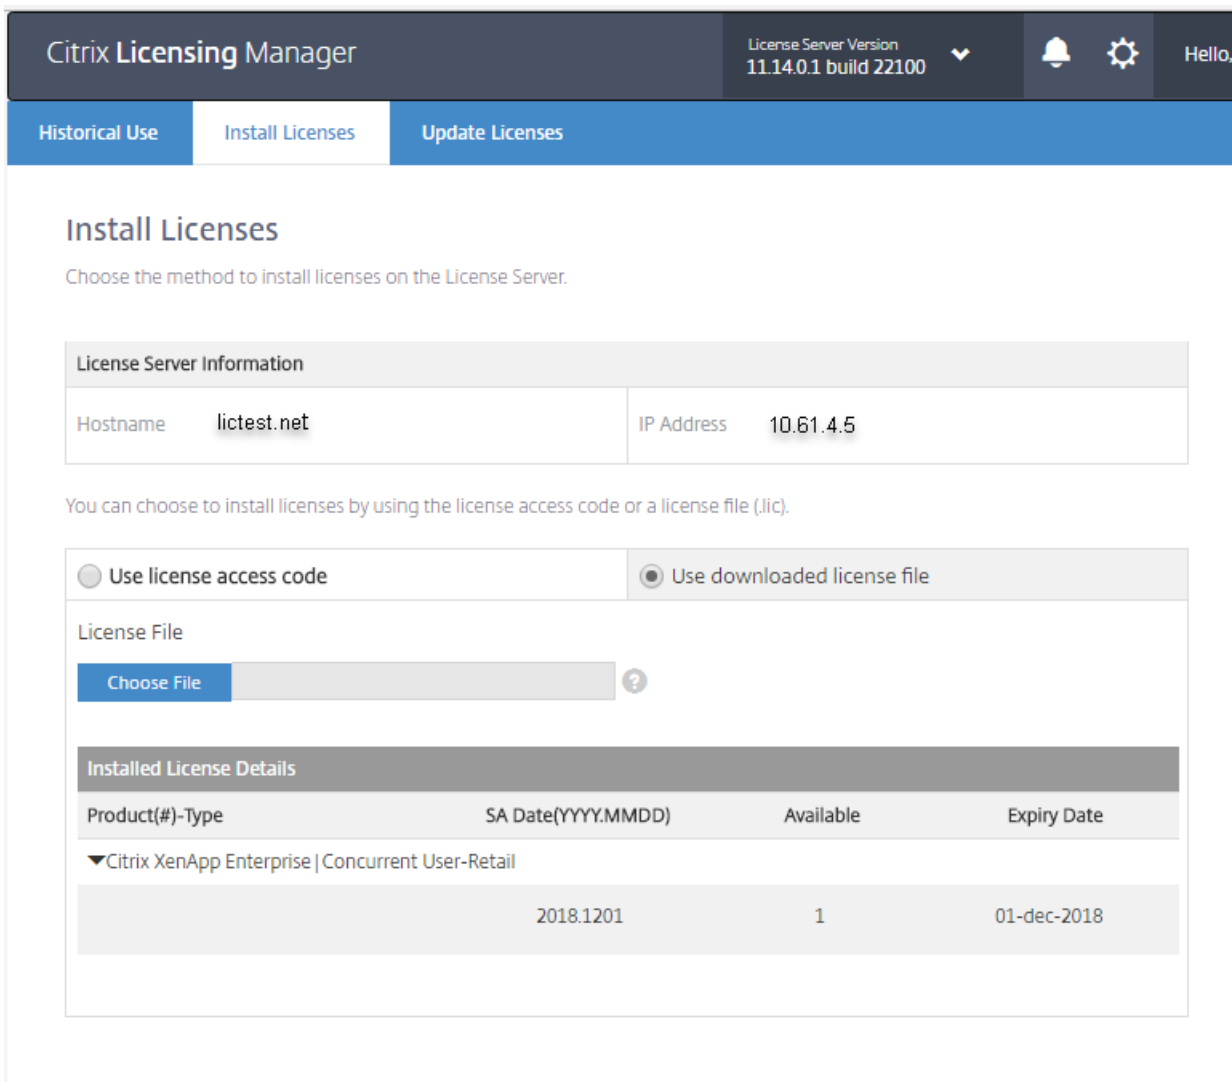 Citrix Licensing Manager
License Server Version
11.14.0.1 build 22100
Hello,
Historical Use
Install Licenses
Update Licenses
Install Licenses
Choose the method to install licenses on the License Server.
License Server Information
Hostname lictest.net
IP Address 10.61.4.5
You can choose to install licenses by using the license access code or a license file (.lic).
Use license access code
Use downloaded license file
License File
Choose File
?
Installed License Details
Product(#)-Type SA Date(YYYY.MMDD) Available Expiry Date
Citrix XenApp Enterprise|Concurrent User-Retail
2018.1201 1 01-dec-2018